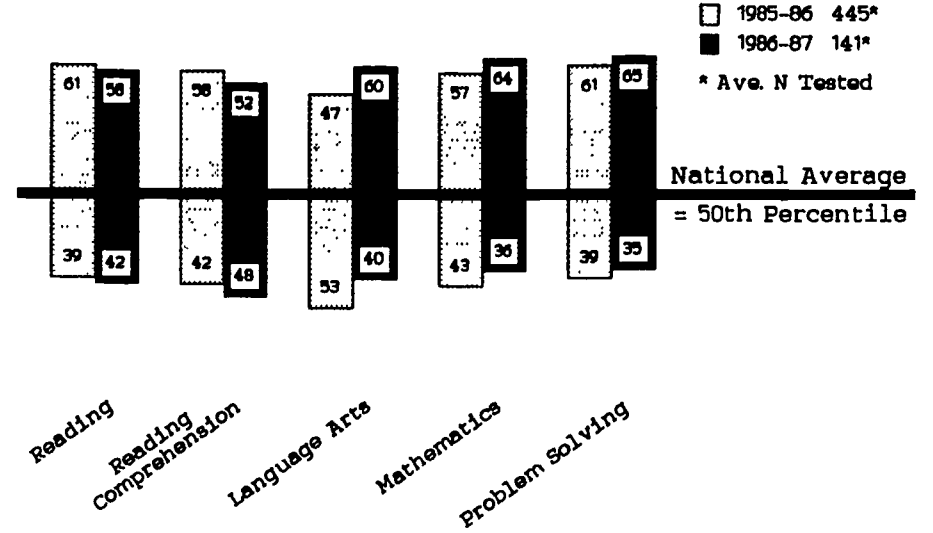 1985-86 445*
1986-87 141*
* Ave. N Tested
61 58 58 52 47 60 57 64 61 65
National Average
= 50th Percentile
39 42 42 48 53 40 43 36 39 35
Reading
Reading
Comprehension
Language Arts
Mathematics
Problem Solving